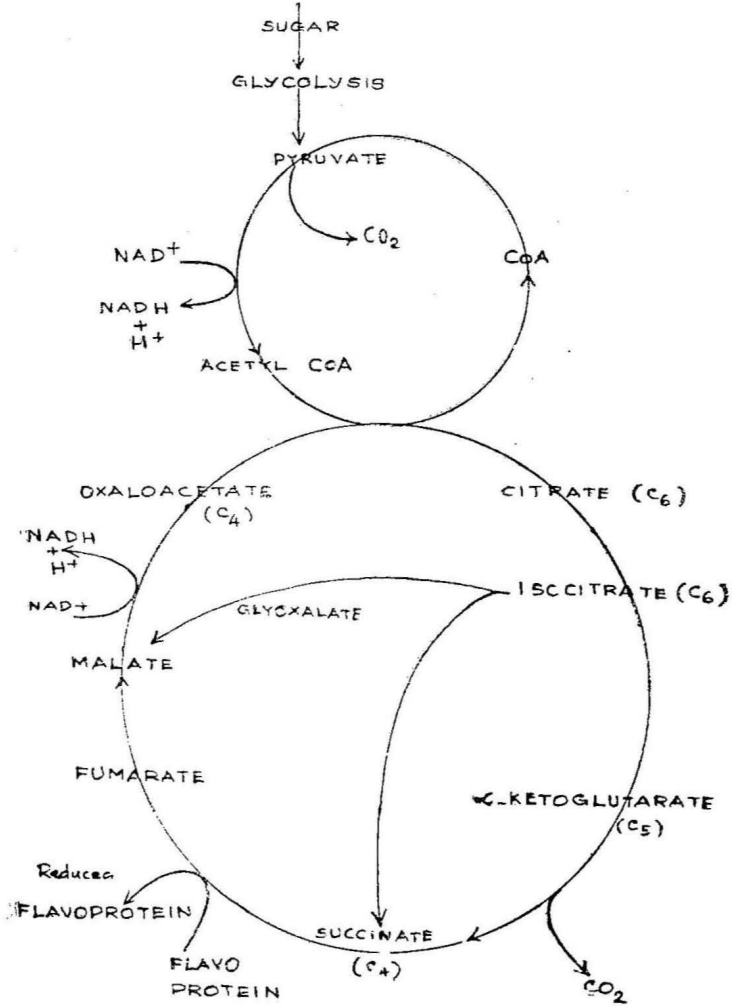 SUGAR
GLYCOLYSIS
PYRUVATE
CO₂
NAD+
CoA
NADH
+
H+
ACETYL CoA
OXALOACETATE
(C₄)
CITRATE (C₆)
NADH
+
H+
ISCCITRATE (C₆)
NAD+
GLYOXALATE
MALATE
FUMARATE
α-KETOGLUTARATE
(C₅)
Reduced
FLAVOPROTEIN
SUCCINATE
(C₄)
FLAVO
PROTEIN
CO₂